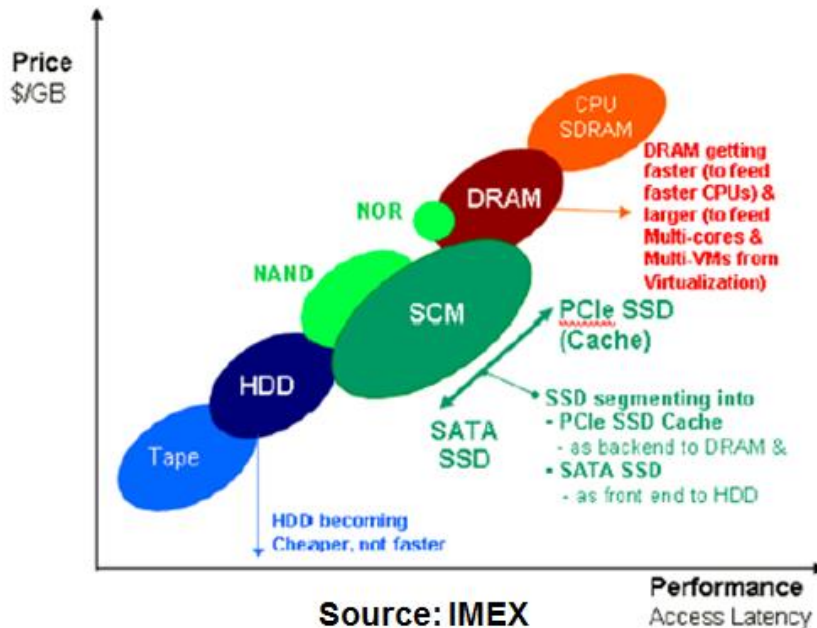 Price
$/GB
CPU
SDRAM
DRAM getting
faster (to feed
faster CPUs) &
larger (to feed
Multi-cores &
Multi-VMs from
Virtualization)
DRAM
NOR
NAND
SCM
PCIe SSD
(Cache)
HDD
SSD segmenting into
- PCIe SSD Cache
- as backend to DRAM &
- SATA SSD
- as front end to HDD
SATA
SSD
Tape
HDD becoming
Cheaper, not faster
Performance
Access Latency
Source: IMEX